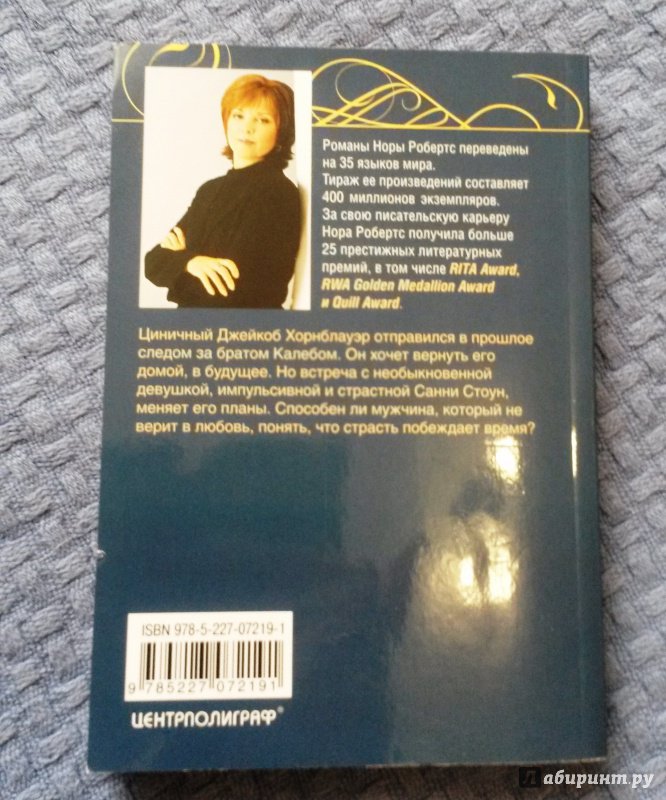 Романы Норы Робертс переведены
на 35 языков мира.
Тираж ее произведений составляет
400 миллионов экземпляров.
За свою писательскую карьеру
Нора Робертс получила больше
25 престижных литературных
премий, в том числе RITA Award,
RWA Golden Medallion Award
и Quill Award.
Циничный Джейкоб Хорнблауэр отправился в прошлое
следом за братом Калебом. Он хочет вернуть его
домой, в будущее. Но встреча с необыкновенной
девушкой, импульсивной и страстной Санни Стоун,
меняет его планы. Способен ли мужчина, который не
верит в любовь, понять, что страсть побеждает время?
ISBN 978-5-227-07219-1
9 785227 072191
ЦЕНТРПОЛИГРАФ®
лабиринт.ру